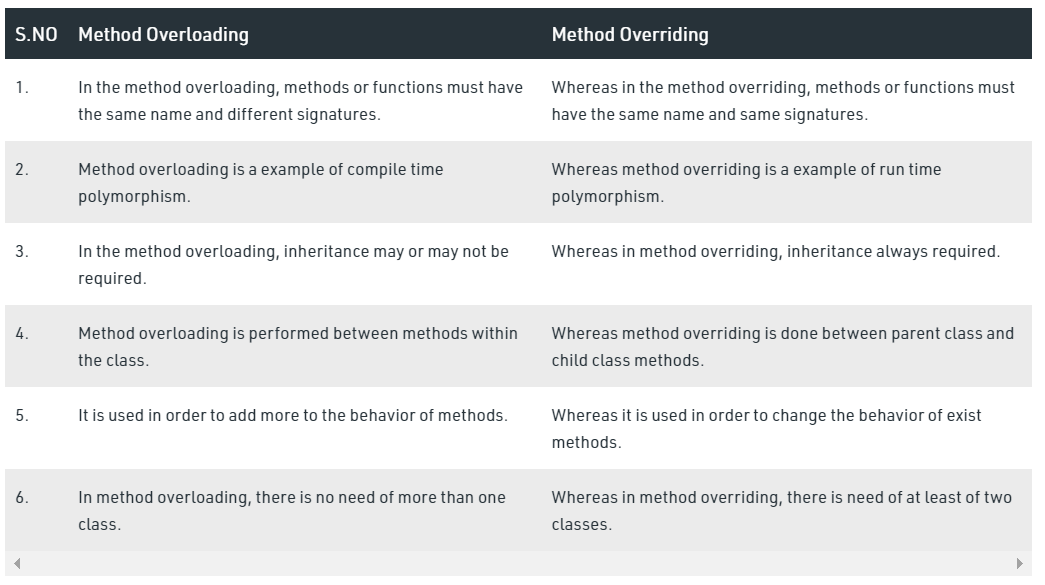 S.NO Method Overloading Method Overriding
1. In the method overloading, methods or functions must have Whereas in the method overriding, methods or functions must
the same name and different signatures. have the same name and same signatures.
2. Method overloading is a example of compile time Whereas method overriding is a example of run time
polymorphism. polymorphism.
3. In the method overloading, inheritance may or may not be Whereas in method overriding, inheritance always required.
required.
4. Method overloading is performed between methods within Whereas method overriding is done between parent class and
the class. child class methods.
5. It is used in order to add more to the behavior of methods. Whereas it is used in order to change the behavior of exist
methods.
6. In method overloading, there is no need of more than one Whereas in method overriding, there is need of at least of two
class. classes.